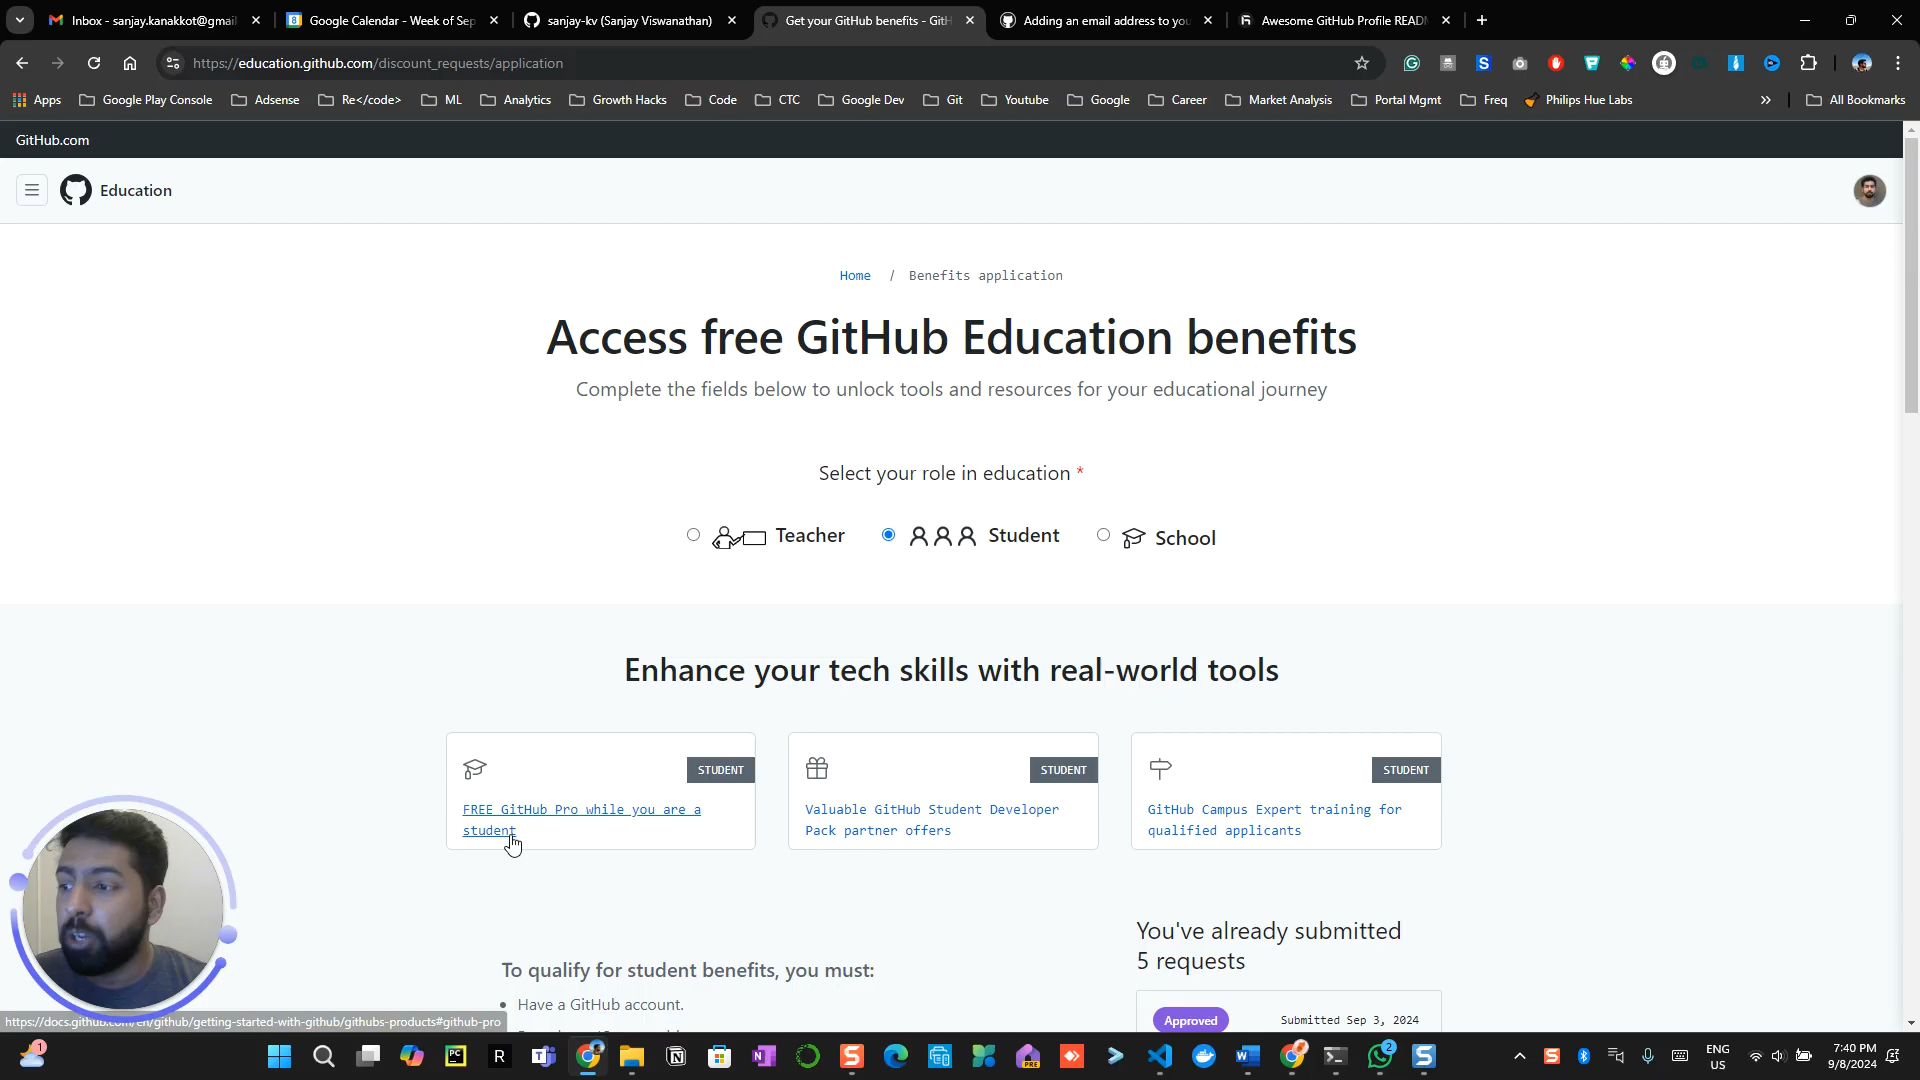 Inbox - sanjay.kanakkot@gmail
Google Calendar - Week of Sep
sanjay-kv (Sanjay Viswanathan)
Get your GitHub benefits - GitH
Adding an email address to you
Awesome GitHub Profile READ
https://education.github.com/discount_requests/application
Apps
Google Play Console
Adsense
Re</code>
ML
Analytics
Growth Hacks
Code
CTC
Google Dev
Git
Youtube
Google
Career
Market Analysis
Portal Mgmt
Freq
Philips Hue Labs
All Bookmarks
GitHub.com
Education
Home / Benefits application
Access free GitHub Education benefits
Complete the fields below to unlock tools and resources for your educational journey
Select your role in education *
Teacher
Student
School
Enhance your tech skills with real-world tools
STUDENT
FREE GitHub Pro while you are a
student
STUDENT
Valuable GitHub Student Developer
Pack partner offers
STUDENT
GitHub Campus Expert training for
qualified applicants
To qualify for student benefits, you must:
Have a GitHub account.
You've already submitted
5 requests
Approved
Submitted Sep 3, 2024
https://docs.github.com/en/github/getting-started-with-github/githubs-products#github-pro
ENG
US
7:40 PM
9/8/2024